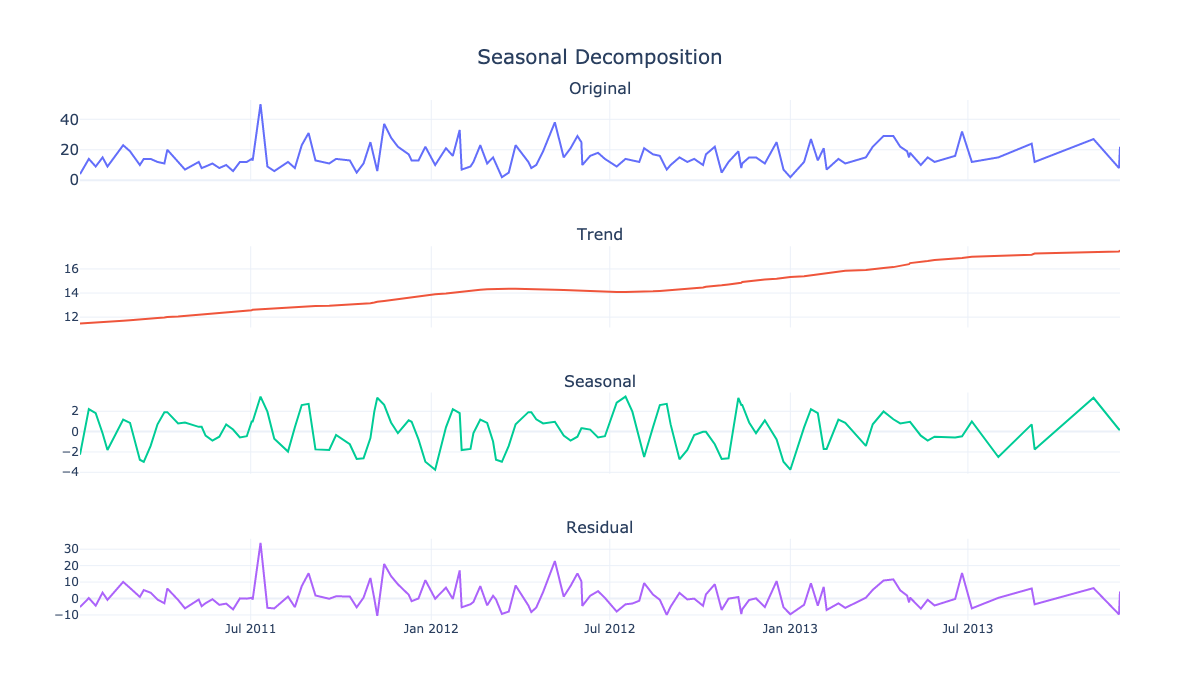 Seasonal Decomposition
Original
40
20
0
Trend
16
14
12
Seasonal
2
0
−2
−4
Residual
30
20
10
0
−10
Jul 2011 Jan 2012 Jul 2012 Jan 2013 Jul 2013